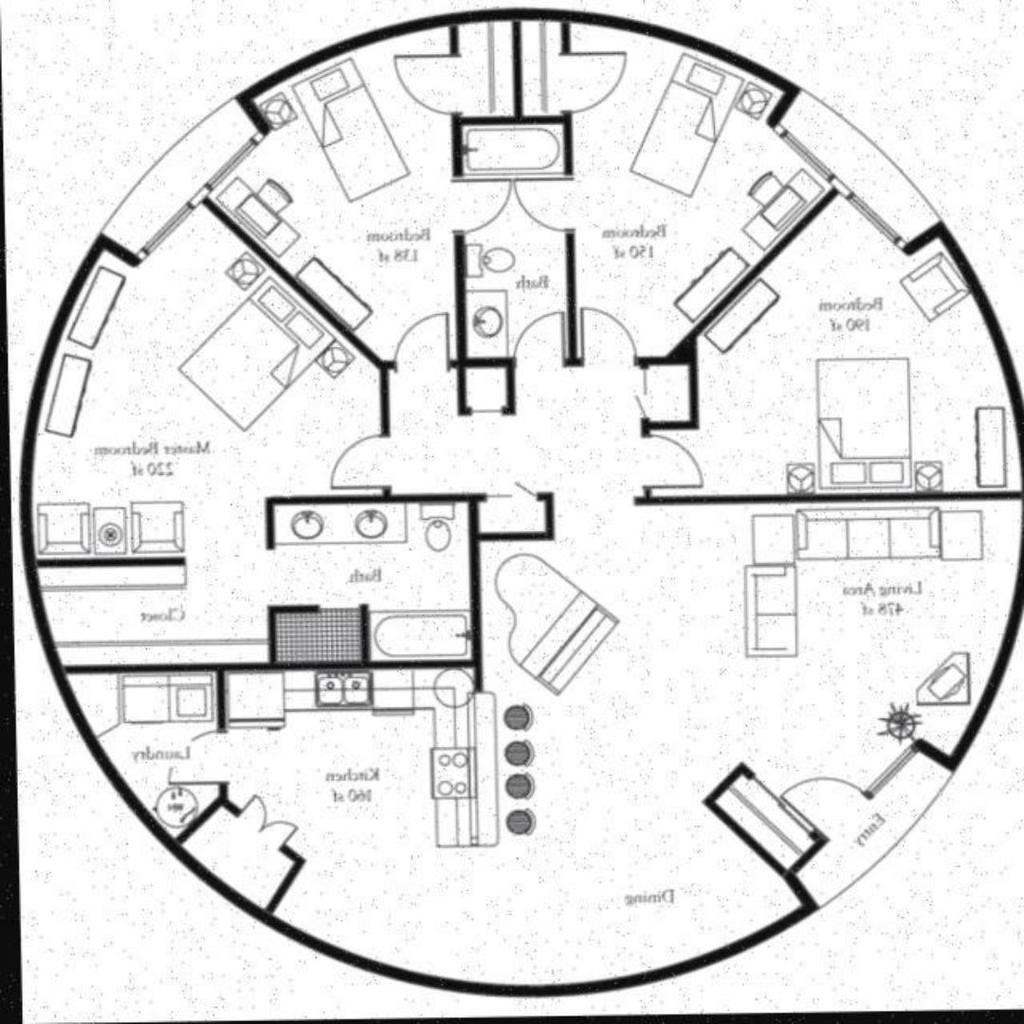 Bedroom
138 sf
Bedroom
150 sf
Bath
Bedroom
190 sf
Master Bedroom
220 sf
Bath
Closet
Living Area
478 sf
Laundry
Kitchen
160 sf
Entry
Dining